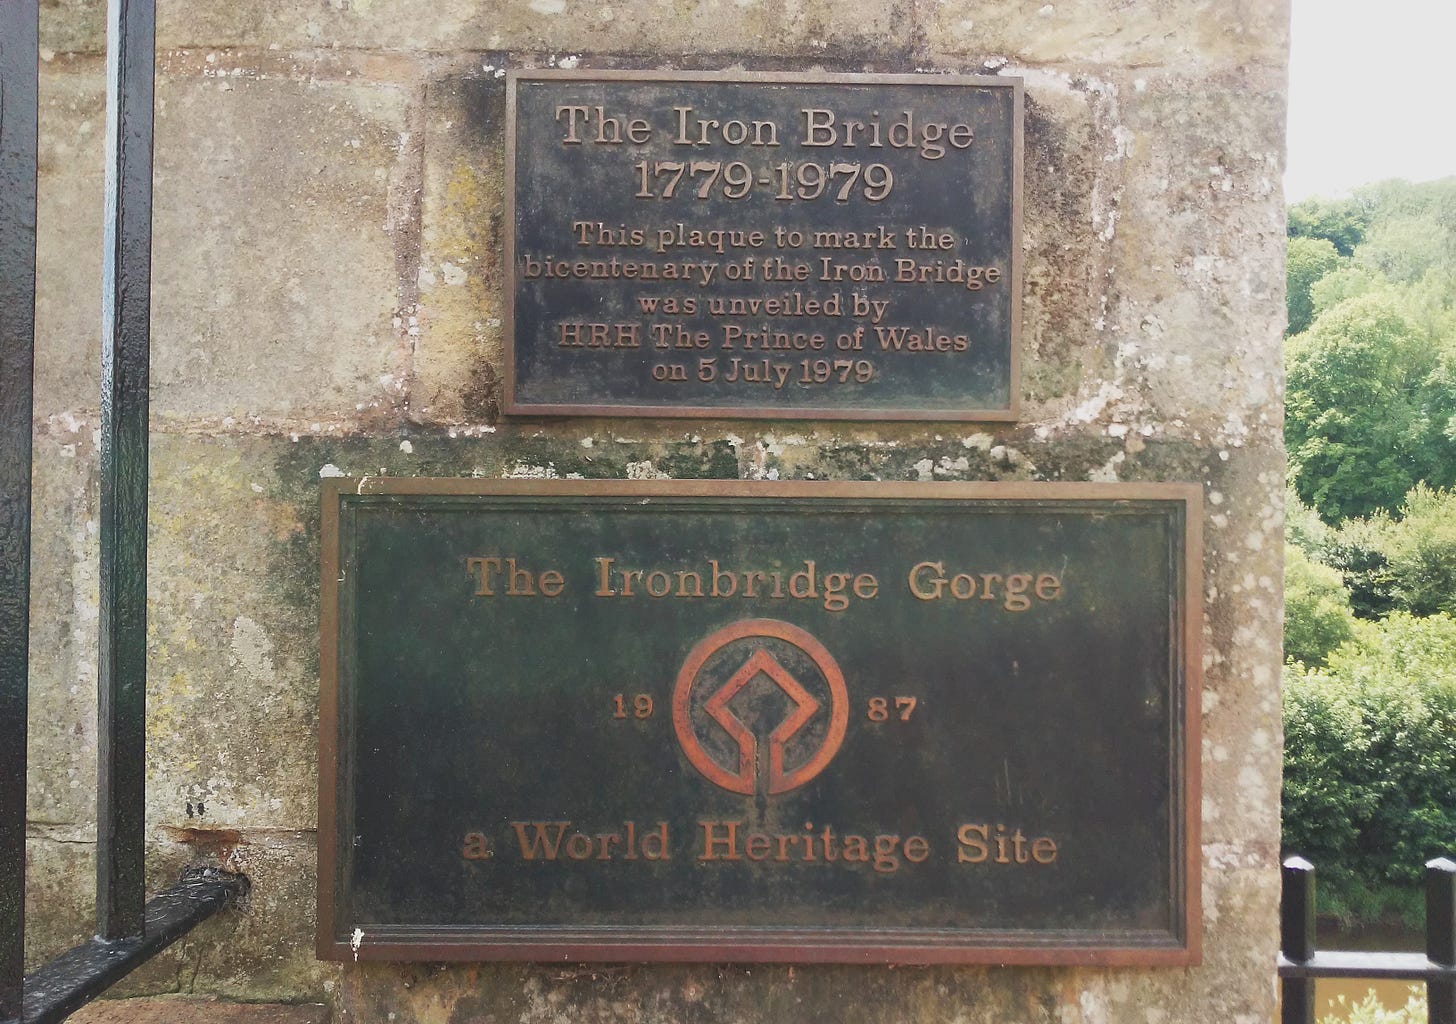 The Iron Bridge
1779-1979
This plaque to mark the
bicentenary of the Iron Bridge
was unveiled by
HRH The Prince of Wales
on 5 July 1979
The Ironbridge Gorge
19 87
a World Heritage Site